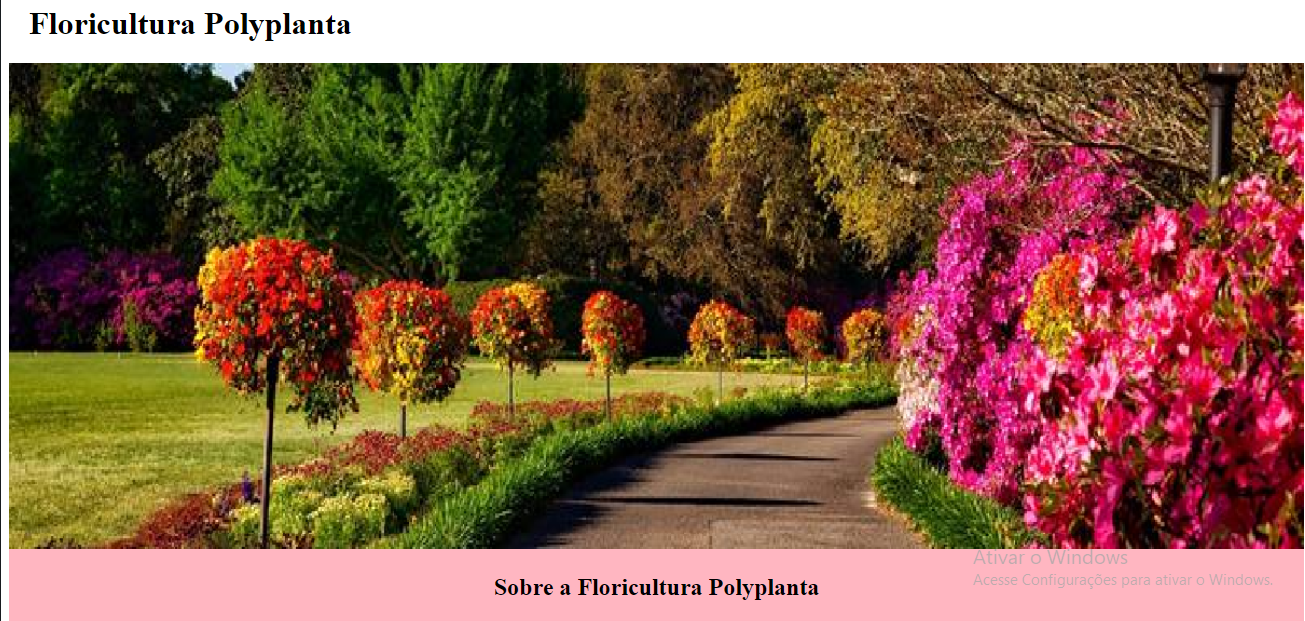 Floricultura Polyplanta
Ativar o Windows
Acesse Configurações para ativar o Windows.
Sobre a Floricultura Polyplanta